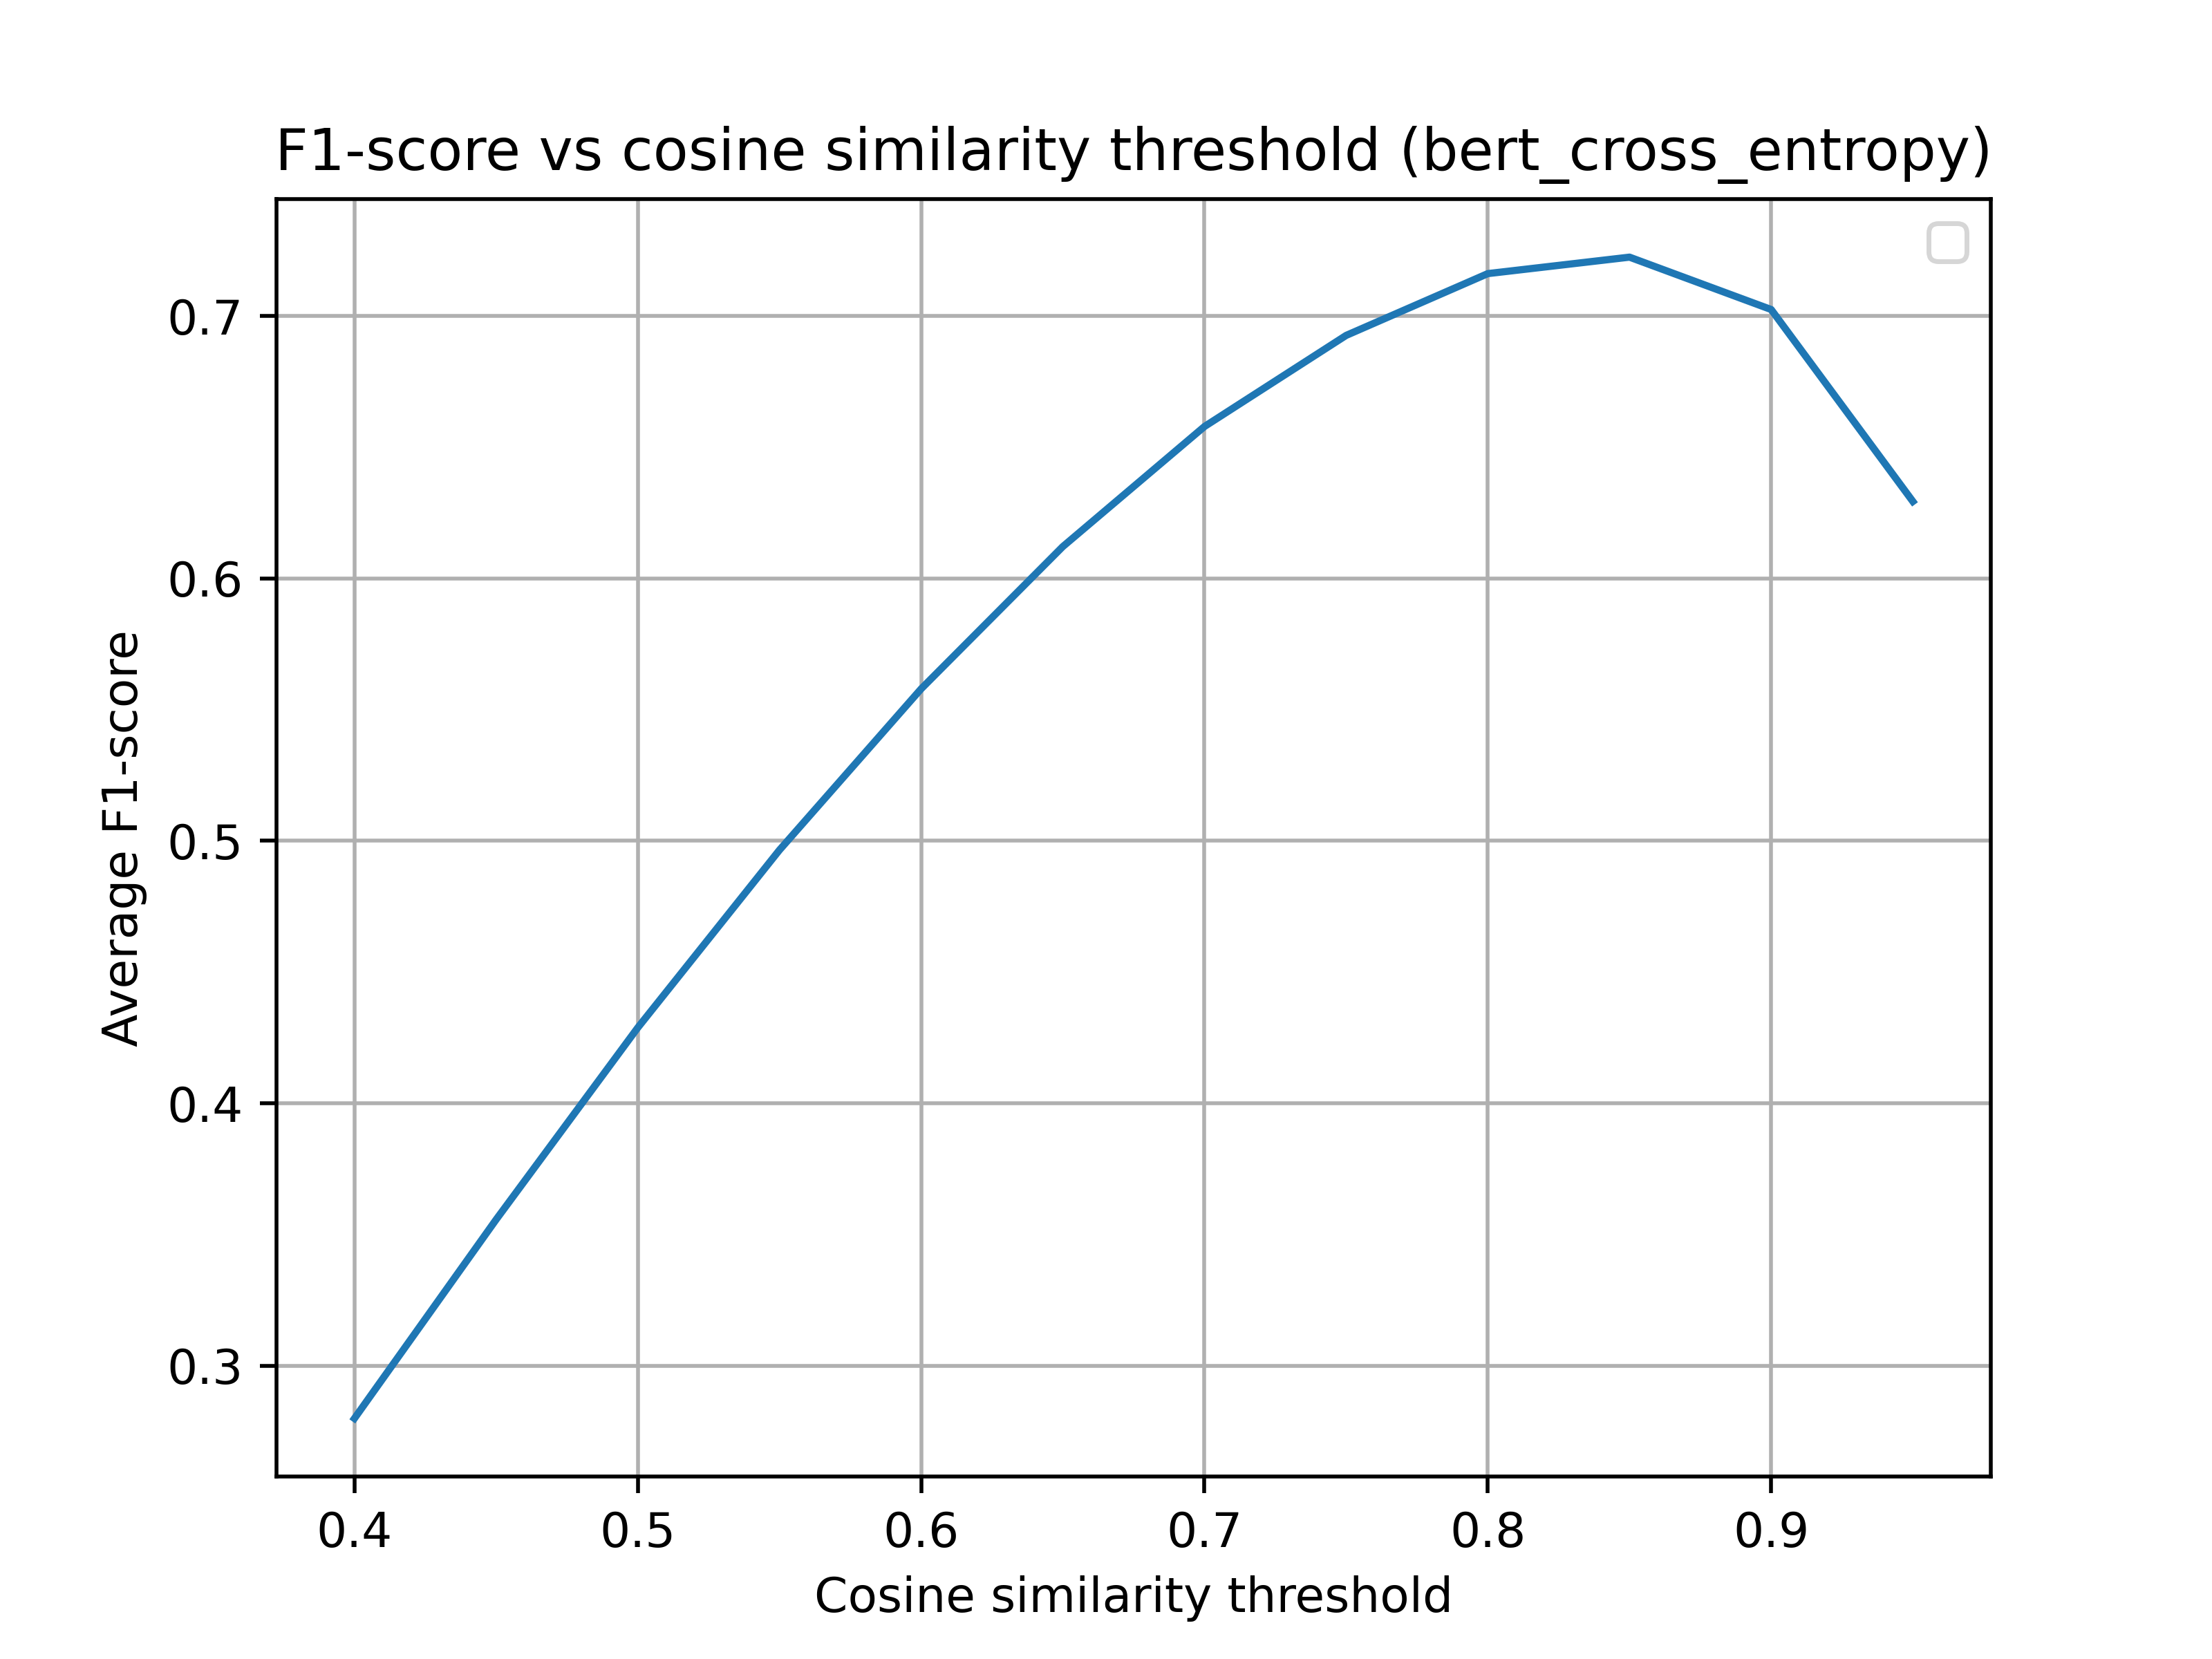 F1-score vs cosine similarity threshold (bert_cross_entropy)
Average F1-score
0.7
0.6
0.5
0.4
0.3
0.4 0.5 0.6 0.7 0.8 0.9
Cosine similarity threshold